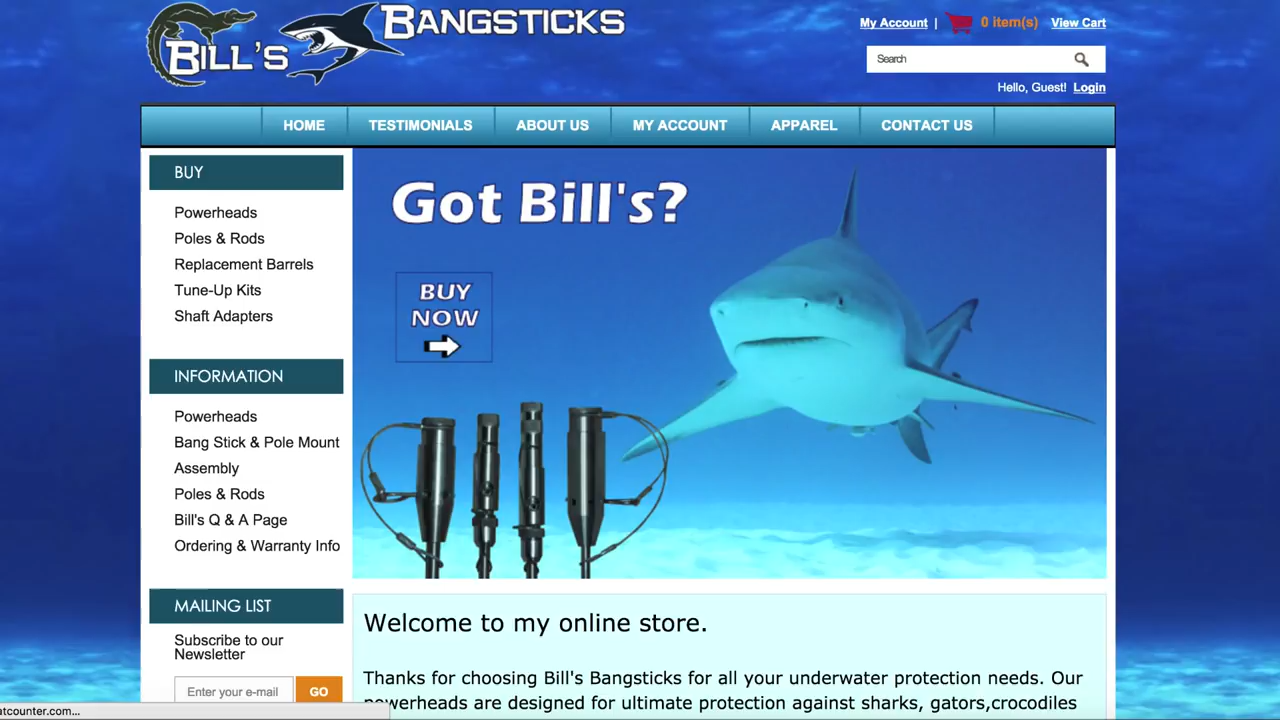 BILL'S BANGSTICKS
My Account | 0 item(s) View Cart
Search
Hello, Guest! Login
HOME TESTIMONIALS ABOUT US MY ACCOUNT APPAREL CONTACT US
BUY
Powerheads
Poles & Rods
Replacement Barrels
Tune-Up Kits
Shaft Adapters
INFORMATION
Powerheads
Bang Stick & Pole Mount
Assembly
Poles & Rods
Bill's Q & A Page
Ordering & Warranty Info
MAILING LIST
Subscribe to our
Newsletter
Enter your e-mail GO
Got Bill's?
BUY
NOW
Welcome to my online store.
Thanks for choosing Bill's Bangsticks for all your underwater protection needs. Our
powerheads are designed for ultimate protection against sharks, gators,crocodiles
atcounter.com...